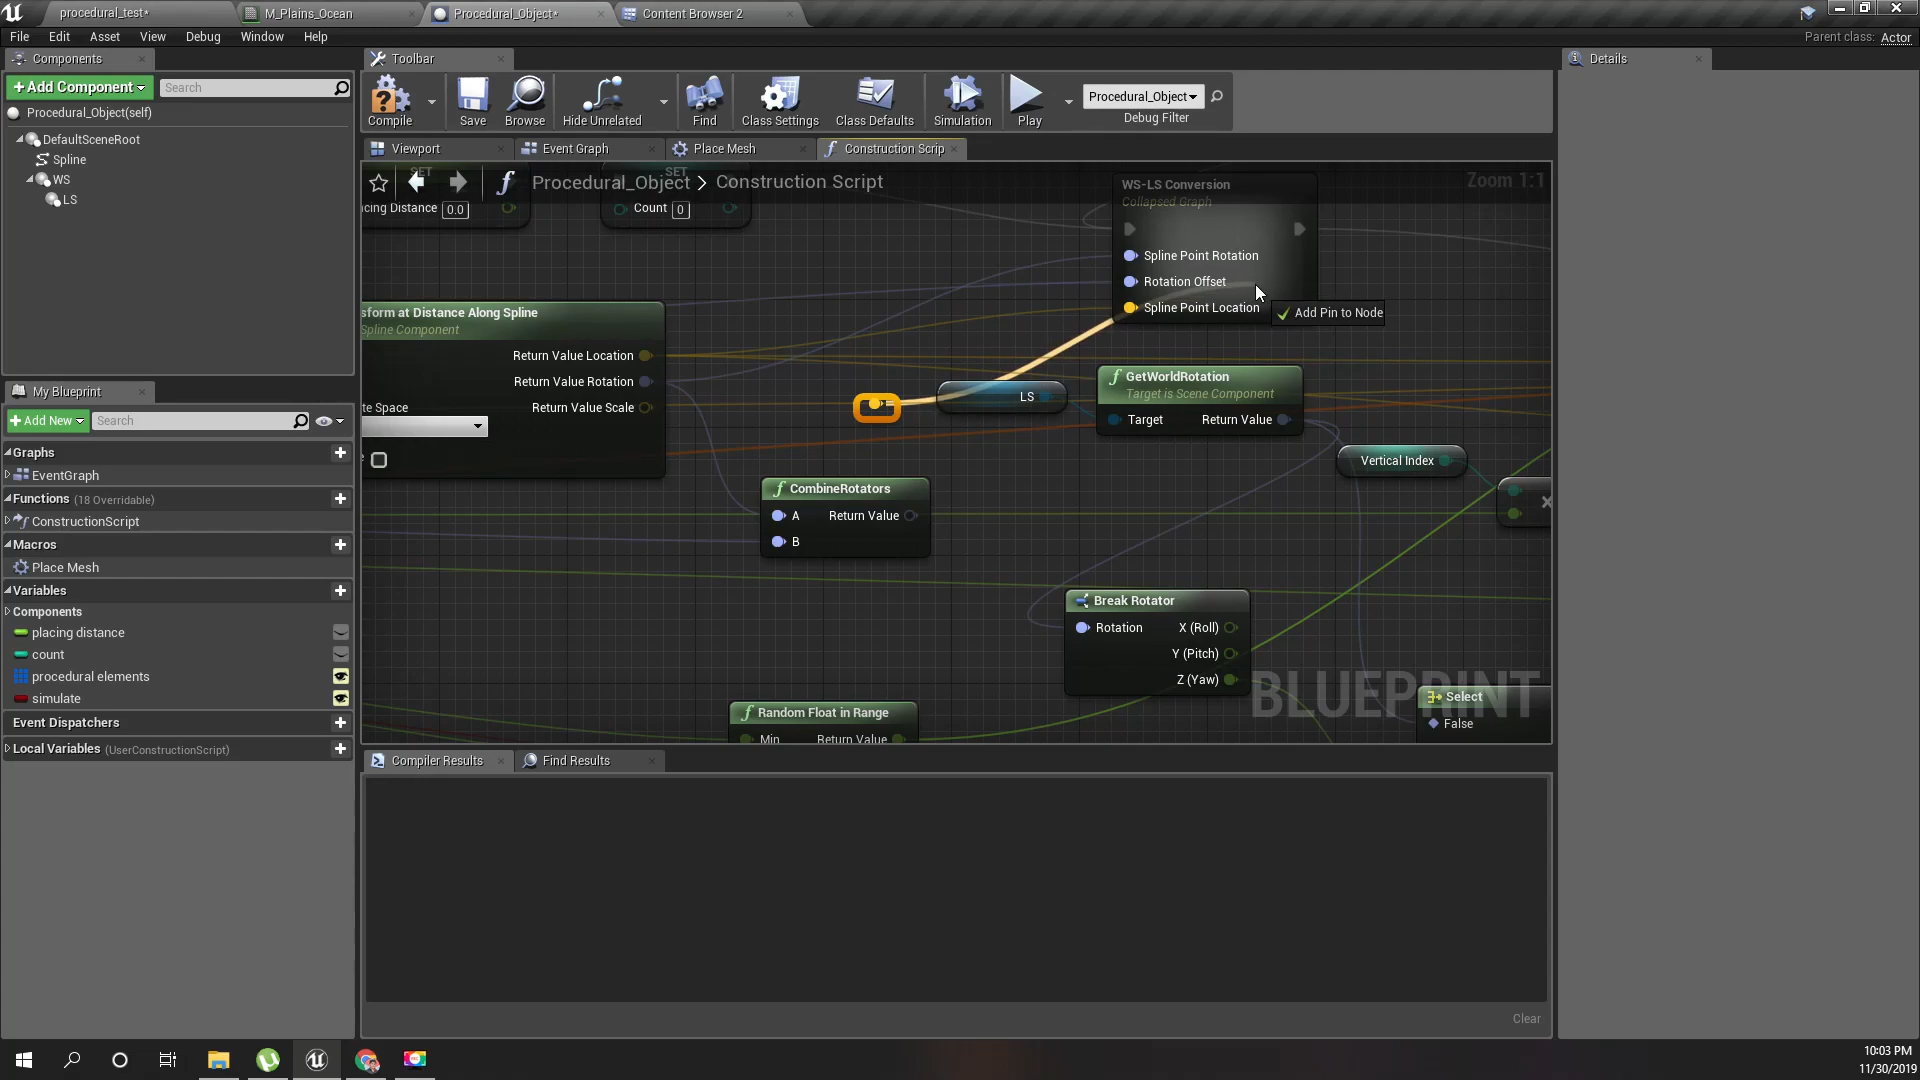 procedural_test*
M_Plains_Ocean
Procedural_Object*
Content Browser 2
File Edit Asset View Debug Window Help
Parent class: Actor
Components
Toolbar
Details
+Add Component
Search
Procedural_Object(self)
DefaultSceneRoot
Spline
WS
LS
Compile
Save
Browse
Hide Unrelated
Find
Class Settings
Class Defaults
Simulation
Play
Procedural_Object
Debug Filter
Viewport
Event Graph
Place Mesh
Construction Scrip
Procedural_Object > Construction Script
Zoom 1:1
SET
cing Distance 0.0
SET
Count 0
WS-LS Conversion
Collapsed Graph
Spline Point Rotation
Rotation Offset
Spline Point Location
Add Pin to Node
sform at Distance Along Spline
Spline Component
Return Value Location
Return Value Rotation
Return Value Scale
te Space
LS
GetWorldRotation
Target is Scene Component
Target Return Value
Vertical Index
CombineRotators
A Return Value
B
Break Rotator
Rotation X (Roll)
Y (Pitch)
Z (Yaw)
Random Float in Range
Min Return Value
Select
False
BLUEPRINT
My Blueprint
+Add New
Search
Graphs
EventGraph
Functions (18 Overridable)
ConstructionScript
Macros
Place Mesh
Variables
Components
placing distance
count
procedural elements
simulate
Event Dispatchers
Local Variables (UserConstructionScript)
Compiler Results
Find Results
Clear
10:03 PM
11/30/2019